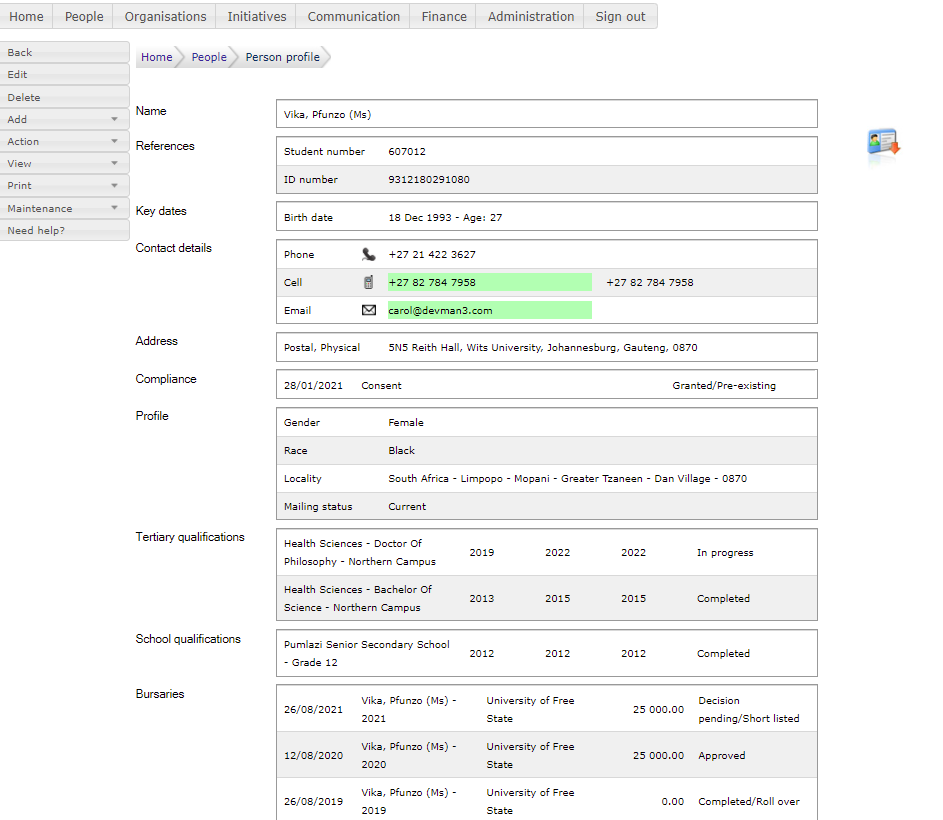 Home People Organisations Initiatives Communication Finance Administration Sign out
Back
Edit
Delete
Add
Action
View
Print
Maintenance
Need help?
Home People Person profile
Name
Vika, Pfunzo (Ms)
References
Student number 607012
ID number 9312180291080
Key dates
Birth date 18 Dec 1993 - Age: 27
Contact details
Phone +27 21 422 3627
Cell +27 82 784 7958 +27 82 784 7958
Email carol@devman3.com
Address
Postal, Physical 5N5 Reith Hall, Wits University, Johannesburg, Gauteng, 0870
Compliance
28/01/2021 Consent Granted/Pre-existing
Profile
Gender Female
Race Black
Locality South Africa - Limpopo - Mopani - Greater Tzaneen - Dan Village - 0870
Mailing status Current
Tertiary qualifications
Health Sciences - Doctor Of
Philosophy - Northern Campus
2019 2022 2022 In progress
Health Sciences - Bachelor Of
Science - Northern Campus
2013 2015 2015 Completed
School qualifications
Pumlazi Senior Secondary School
- Grade 12
2012 2012 2012 Completed
Bursaries
26/08/2021
Vika, Pfunzo (Ms) -
2021
University of Free
State
25 000.00
Decision
pending/Short listed
12/08/2020
Vika, Pfunzo (Ms) -
2020
University of Free
State
25 000.00 Approved
26/08/2019
Vika, Pfunzo (Ms) -
2019
University of Free
State
0.00 Completed/Roll over